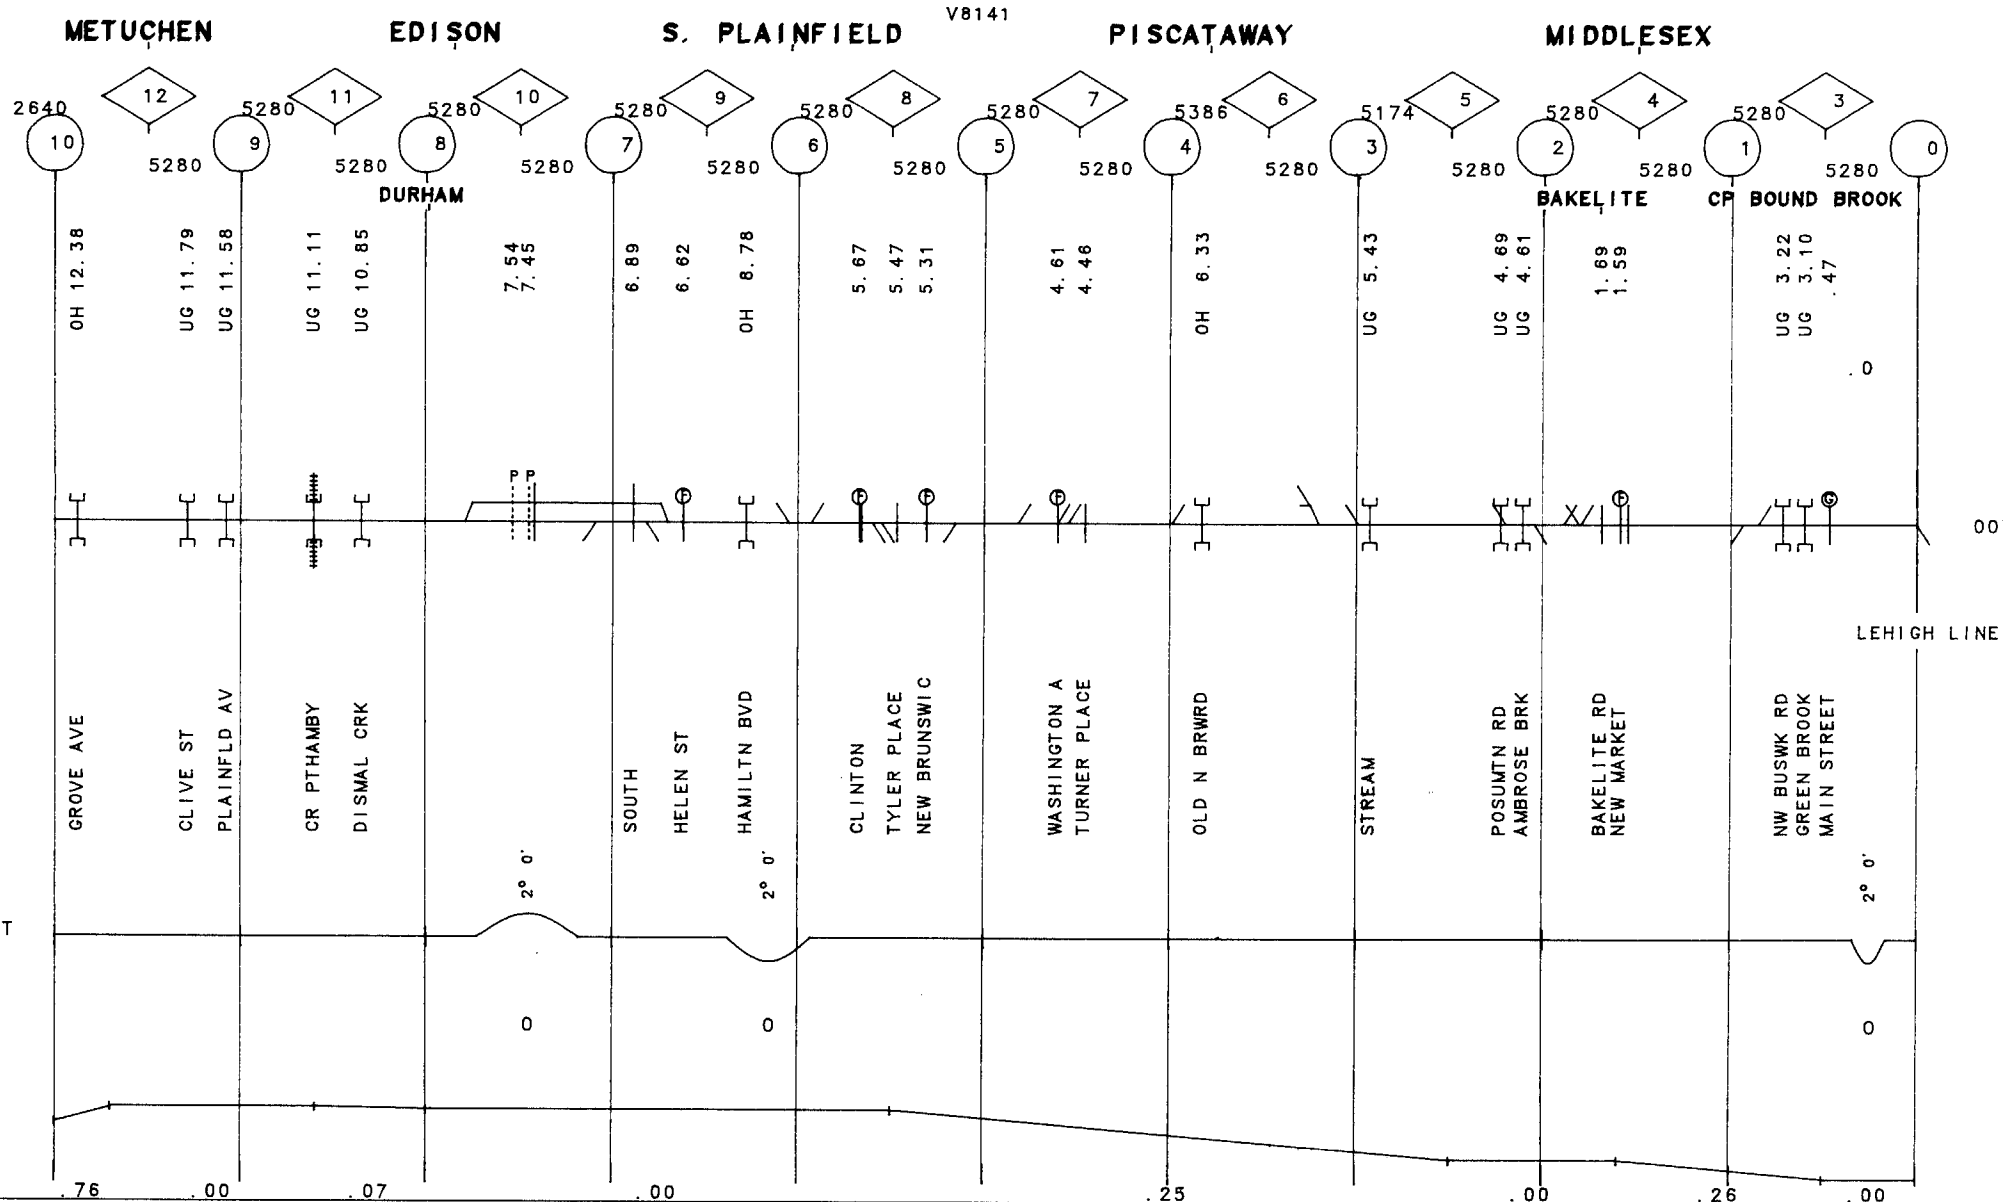 V8141
METUCHEN EDISON S. PLAINFIELD PISCATAWAY MIDDLESEX
12 11 10 9 8 7 6 5 4 3
2640 5280 5280 5280 5280 5280 5386 5174 5280 5280
10 9 8 7 6 5 4 3 2 1 0
5280 5280 5280 5280 5280 5280 5280 5280 5280 5280
DURHAM BAKELITE CP BOUND BROOK
OH 12.38
UG 11.79
UG 11.58
UG 11.11
UG 10.85
7.54
7.45
6.89
6.62
OH 8.78
5.67
5.47
5.31
4.61
4.46
OH 6.33
UG 5.43
UG 4.69
UG 4.61
1.69
1.59
UG 3.22
UG 3.10
.47
.0
P P
F F F F F G
00
LEHIGH LINE
GROVE AVE
CLIVE ST
PLAINFLD AV
CR PTHAMBY
DISMAL CRK
SOUTH
HELEN ST
HAMILTN BVD
CLINTON
TYLER PLACE
NEW BRUNSWIC
WASHINGTON A
TURNER PLACE
OLD N BRWRD
STREAM
POSUMTN RD
AMBROSE BRK
BAKELITE RD
NEW MARKET
NW BUSWK RD
GREEN BROOK
MAIN STREET
2° 0'
2° 0'
2° 0'
T
0 0 0
.76 .00 .07 .00 .25 .00 .26 .00